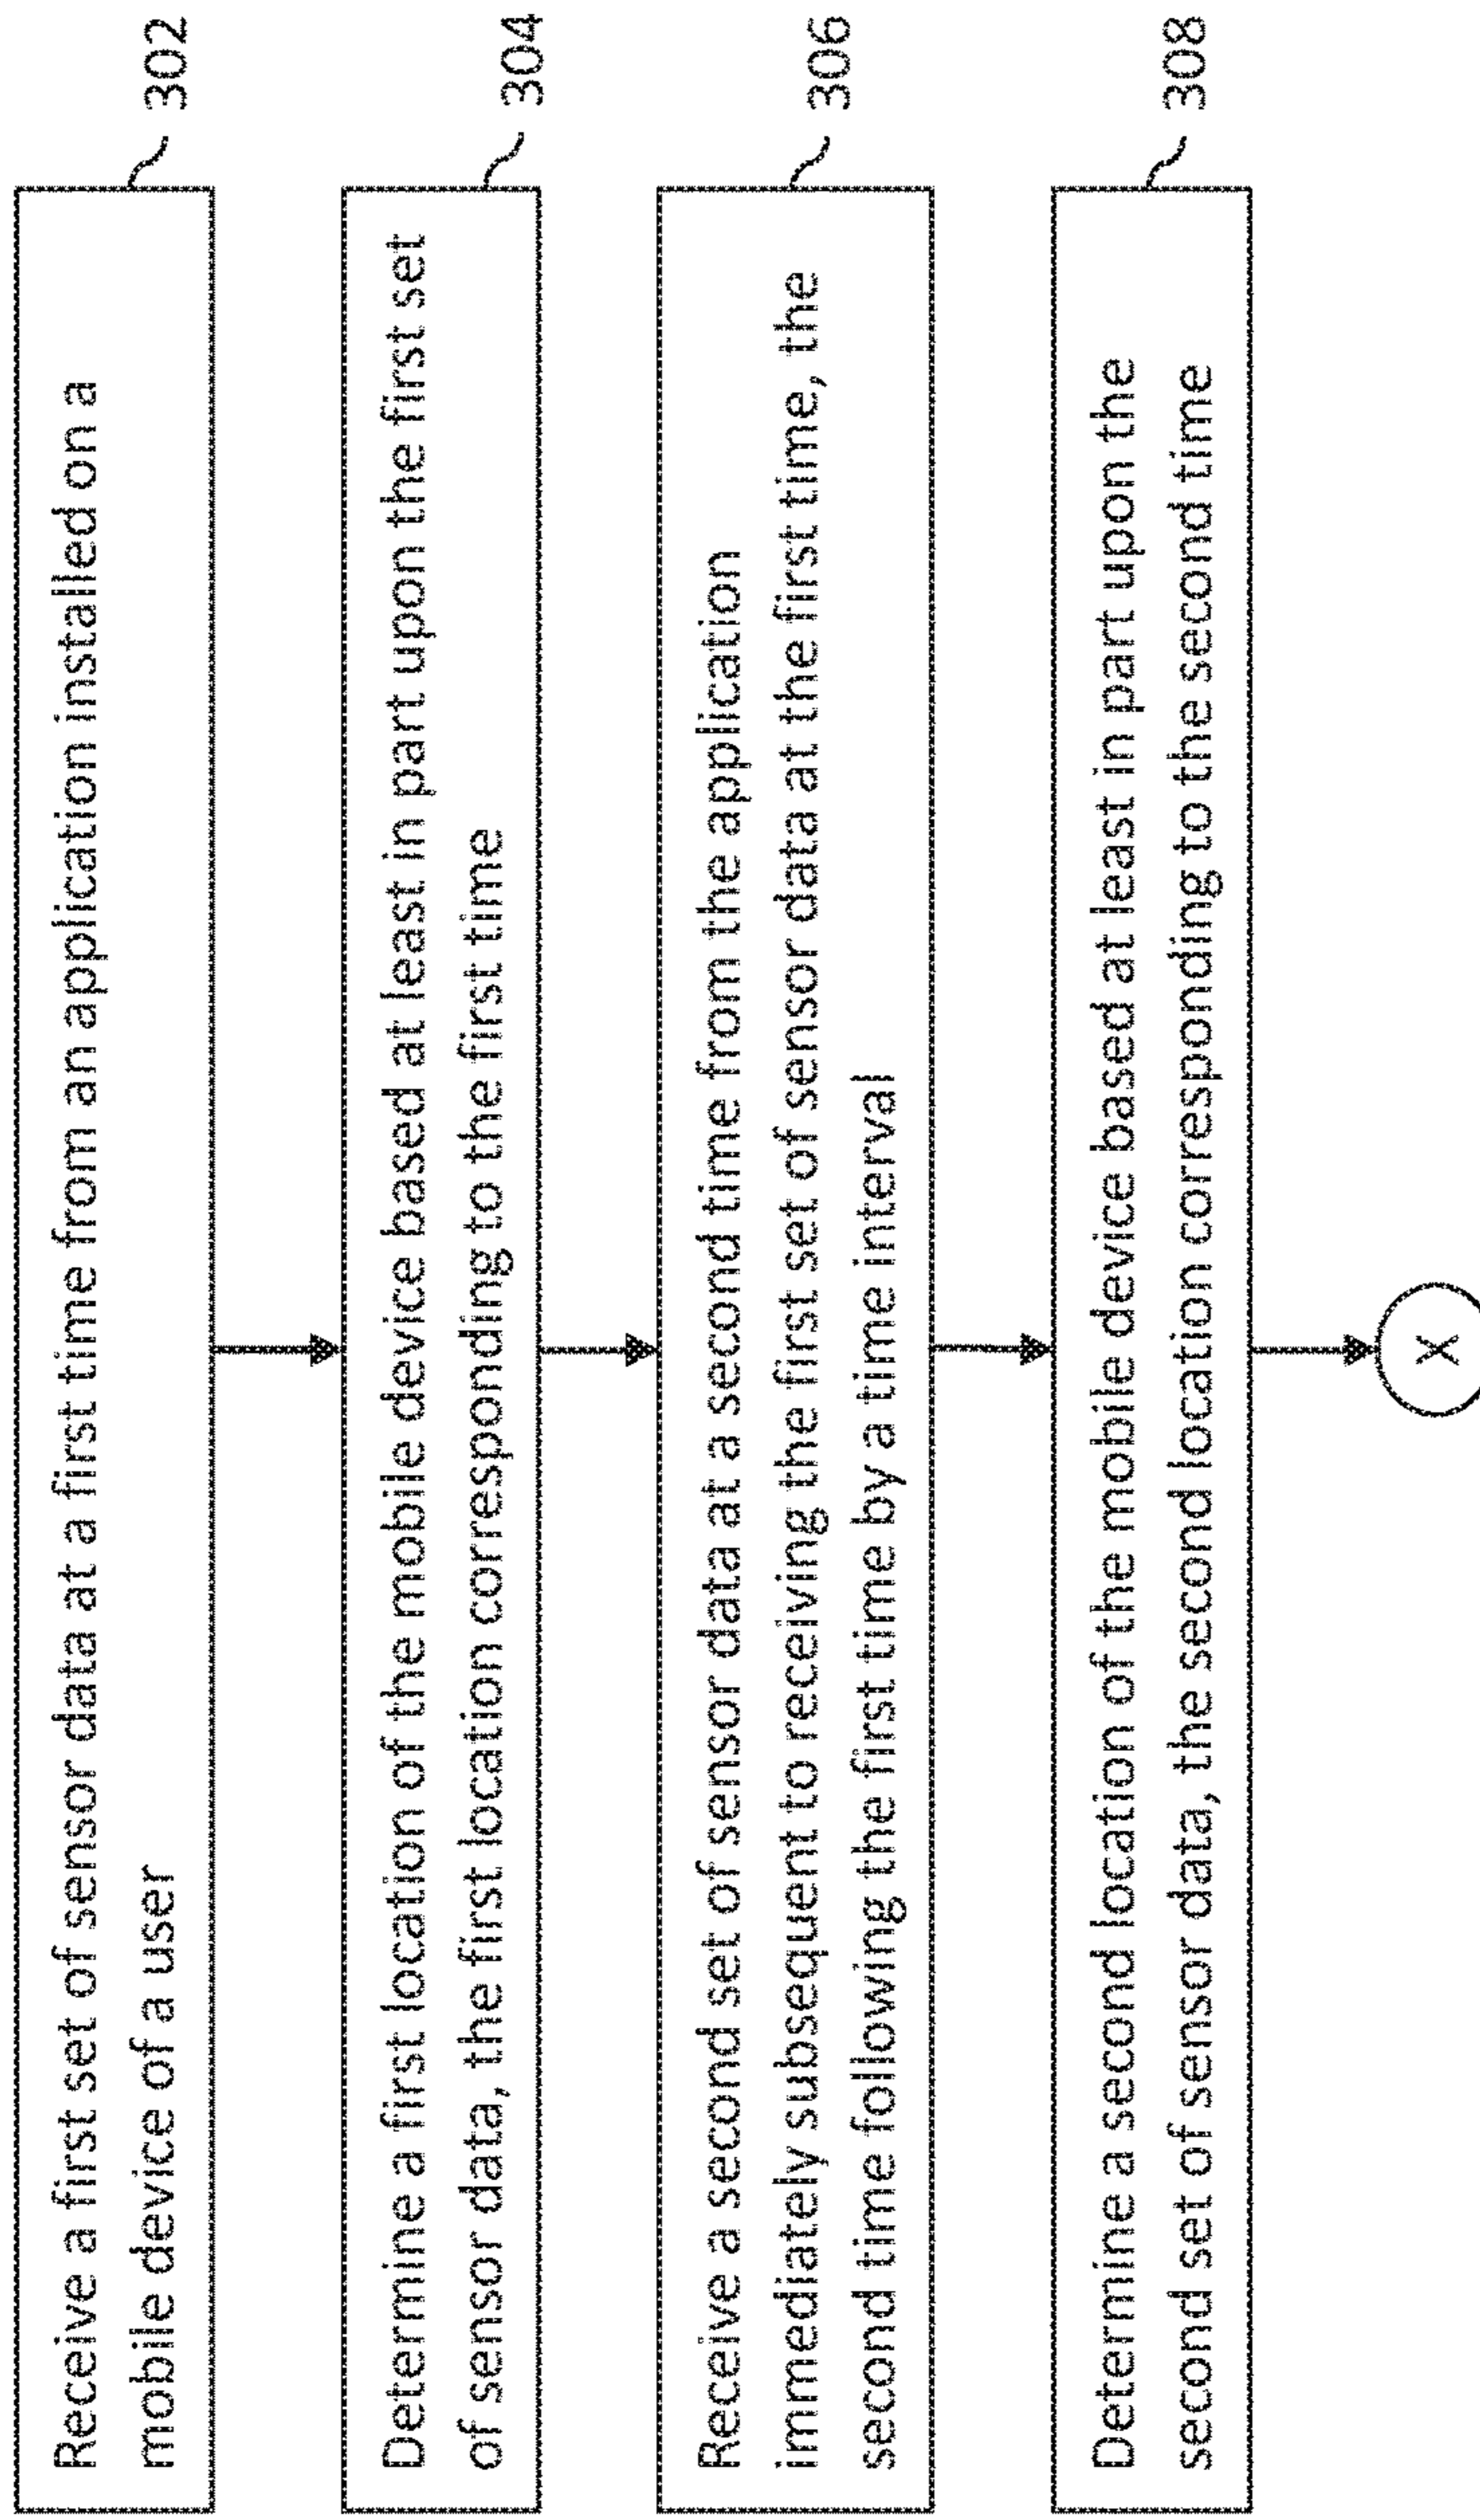 Receive a first set of sensor data at a first time from an application installed on a
mobile device of a user
302
Determine a first location of the mobile device based at least in part upon the first set
of sensor data, the first location corresponding to the first time
304
Receive a second set of sensor data at a second time from the application
immediately subsequent to receiving the first set of sensor data at the first time, the
second time following the first time by a time interval
306
Determine a second location of the mobile device based at least in part upon the
second set of sensor data, the second location corresponding to the second time
308
X